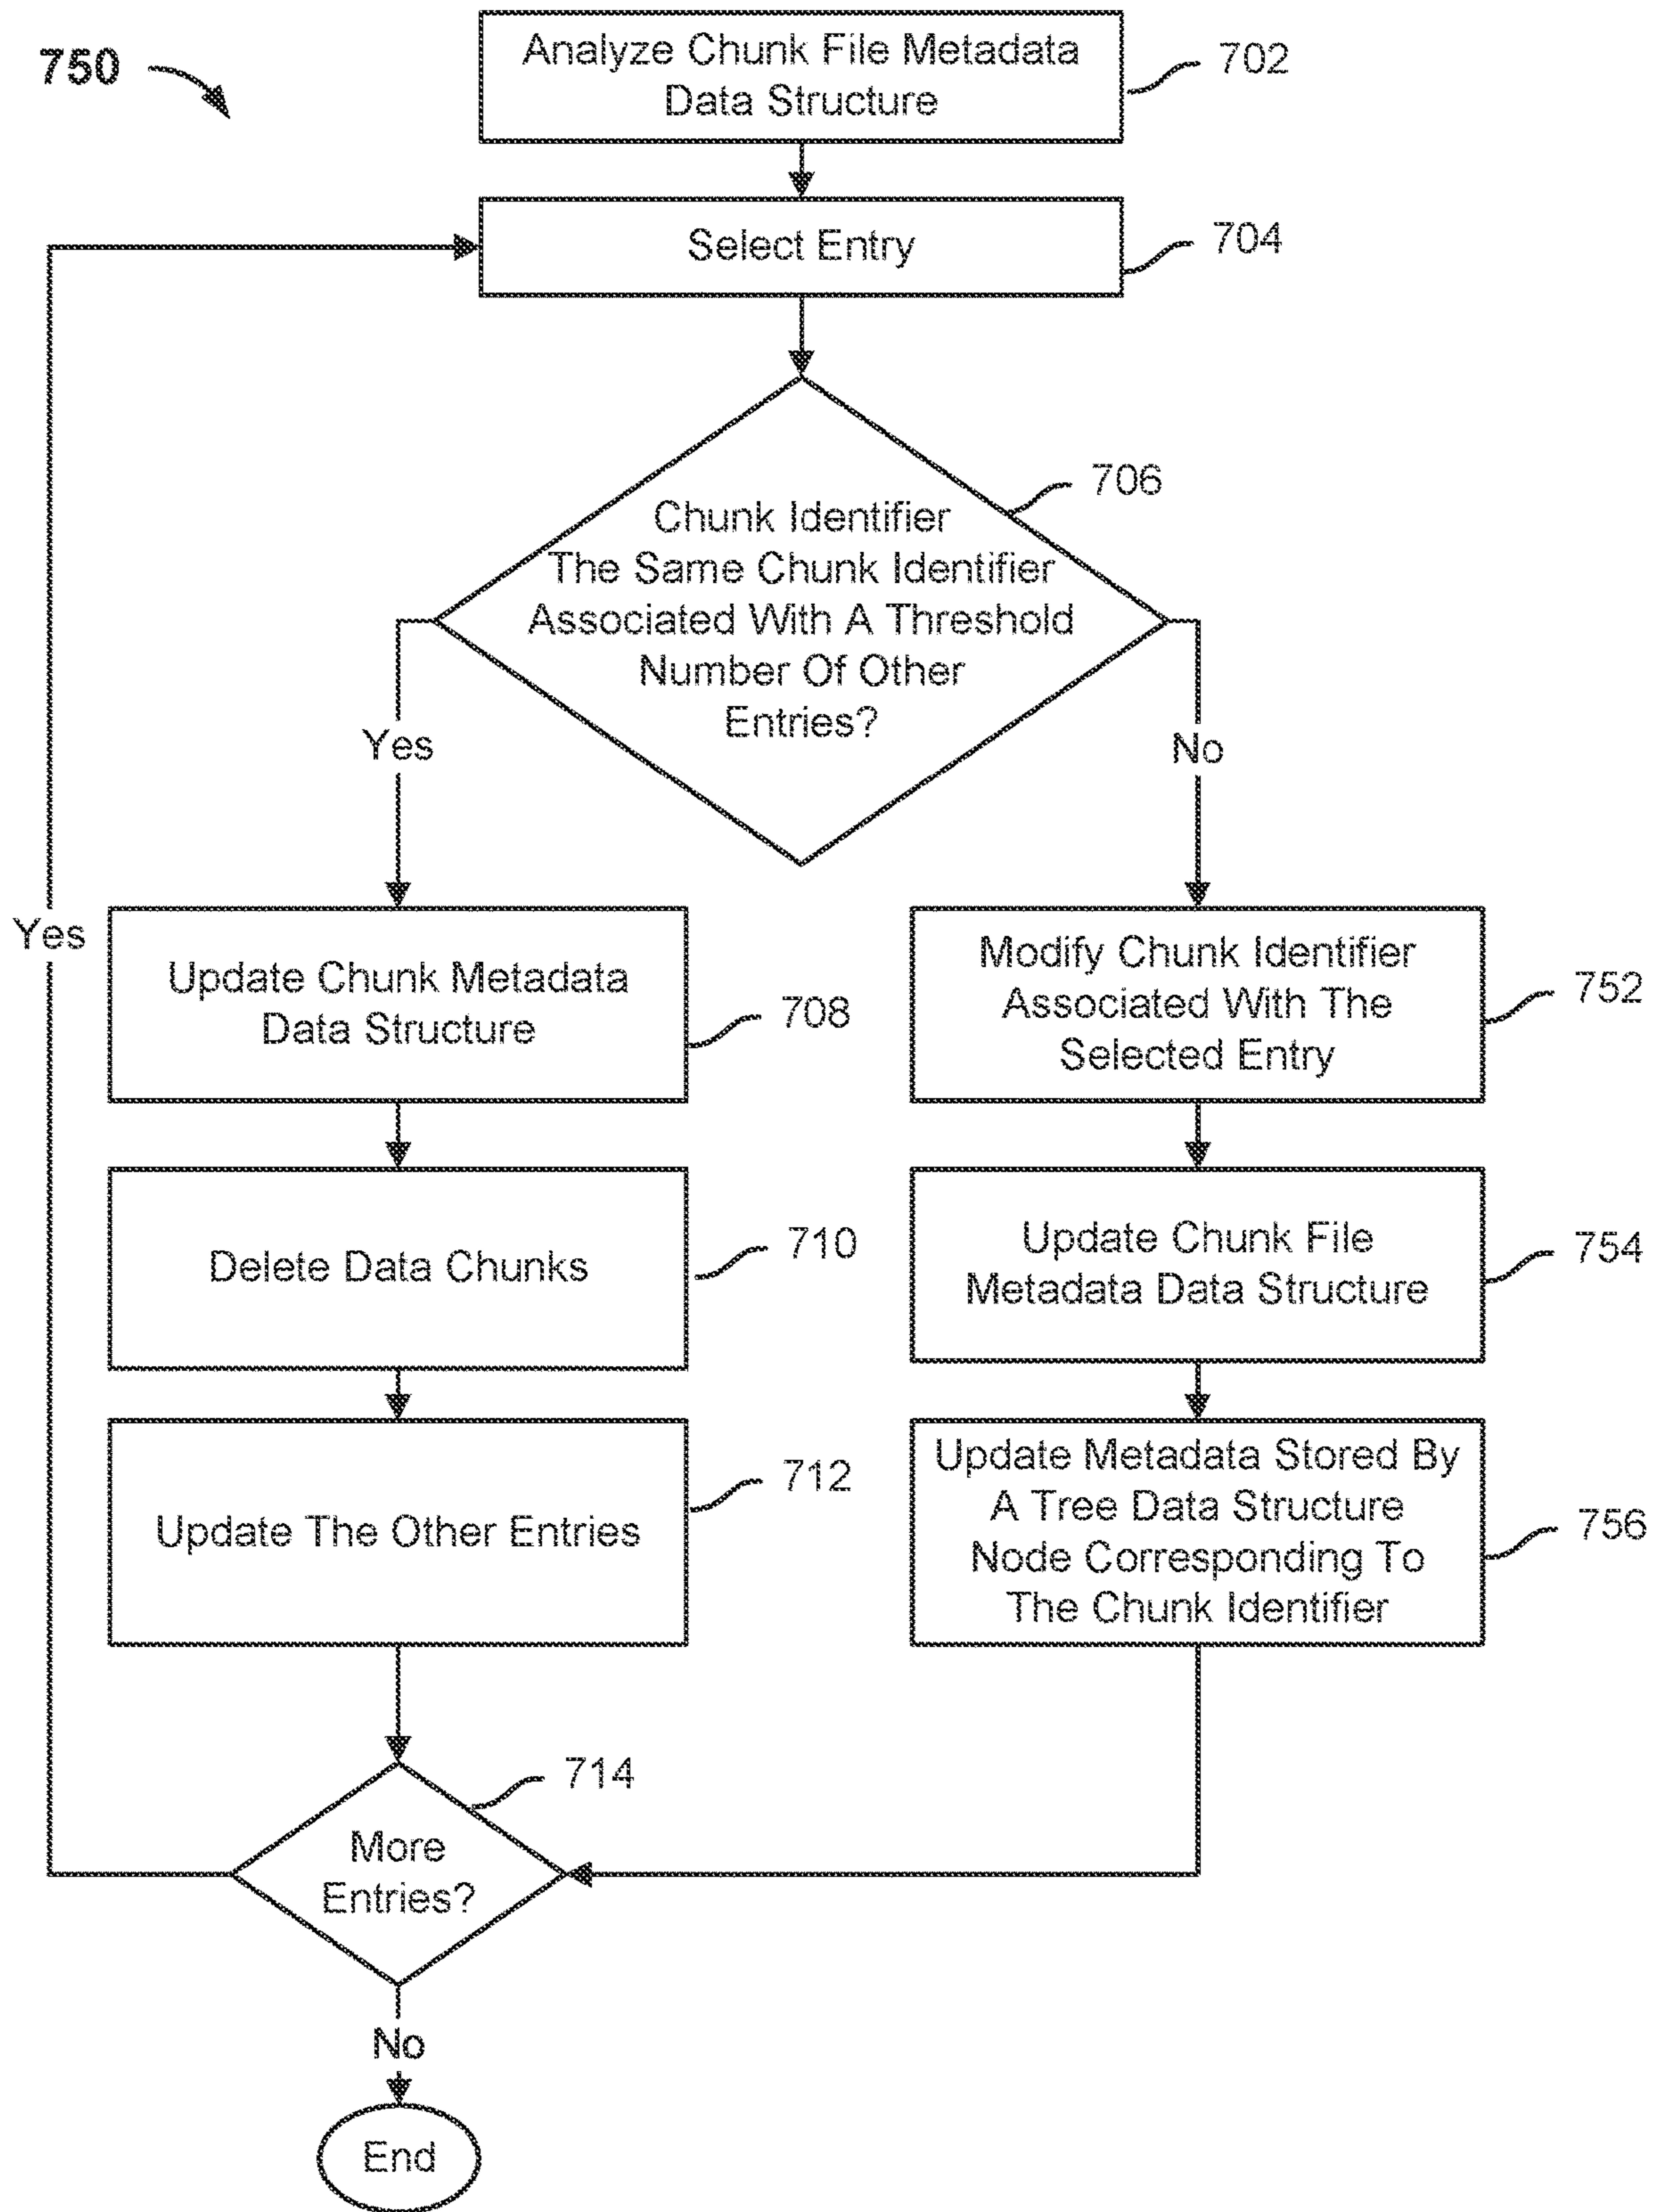 750
Analyze Chunk File Metadata
Data Structure
702
Select Entry
704
706
Chunk Identifier
The Same Chunk Identifier
Associated With A Threshold
Number Of Other
Entries?
Yes
No
Yes
Update Chunk Metadata
Data Structure
708
Modify Chunk Identifier
Associated With The
Selected Entry
752
Delete Data Chunks
710
Update Chunk File
Metadata Data Structure
754
Update The Other Entries
712
Update Metadata Stored By
A Tree Data Structure
Node Corresponding To
The Chunk Identifier
756
714
More
Entries?
No
End